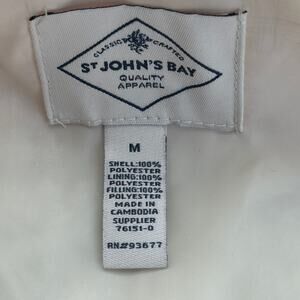 CLASSIC CRAFTED
ST JOHN'S BAY
QUALITY
APPAREL
M
SHELL:100%
POLYESTER
LINING:100%
POLYESTER
FILLING:100%
POLYESTER
MADE IN
CAMBODIA
SUPPLIER
76151-0
RN#93677